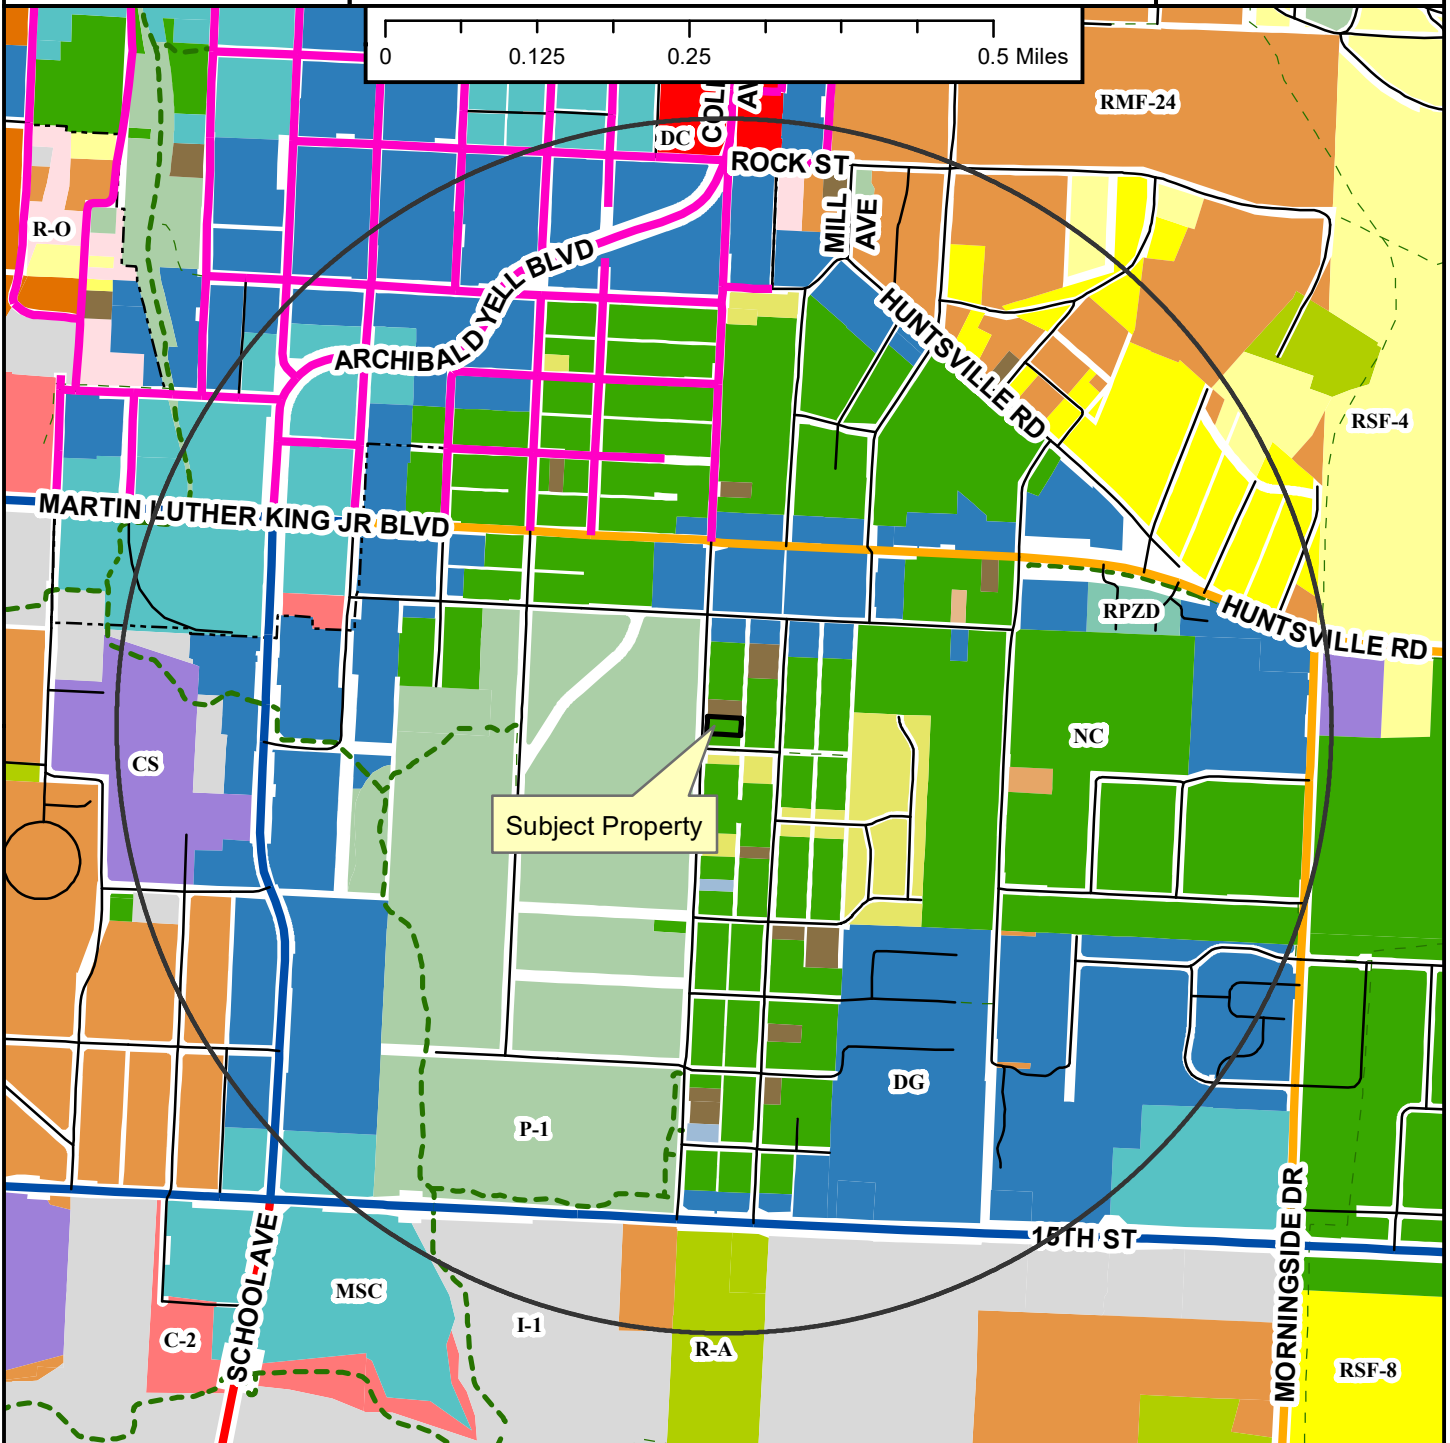 0 0.125 0.25 0.5 Miles
RMF-24
COLL
AV
DC
ROCK ST
MILL
AVE
R-O
ARCHIBALD YELL BLVD
HUNTSVILLE RD
RSF-4
MARTIN LUTHER KING JR BLVD
RPZD
HUNTSVILLE RD
NC
CS
Subject Property
DG
P-1
15TH ST
MORNINGSIDE DR
SCHOOL AVE
MSC
I-1
C-2
R-A
RSF-8